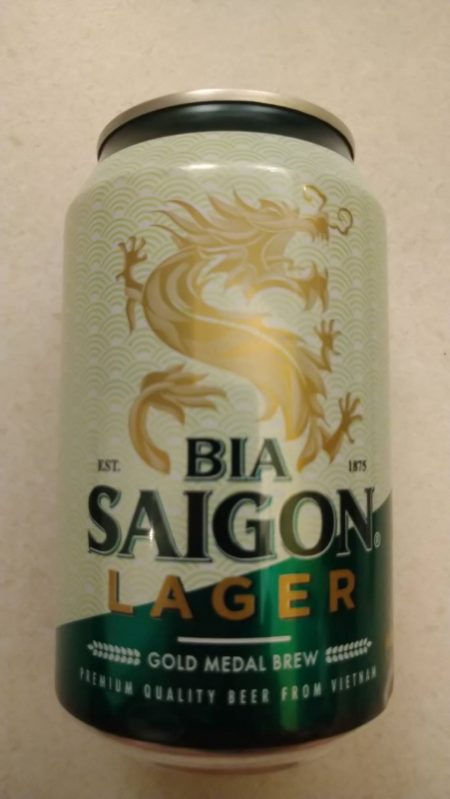 BIA
EST. 1875
SAIGON®
LAGER
GOLD MEDAL BREW
PREMIUM QUALITY BEER FROM VIETNAM